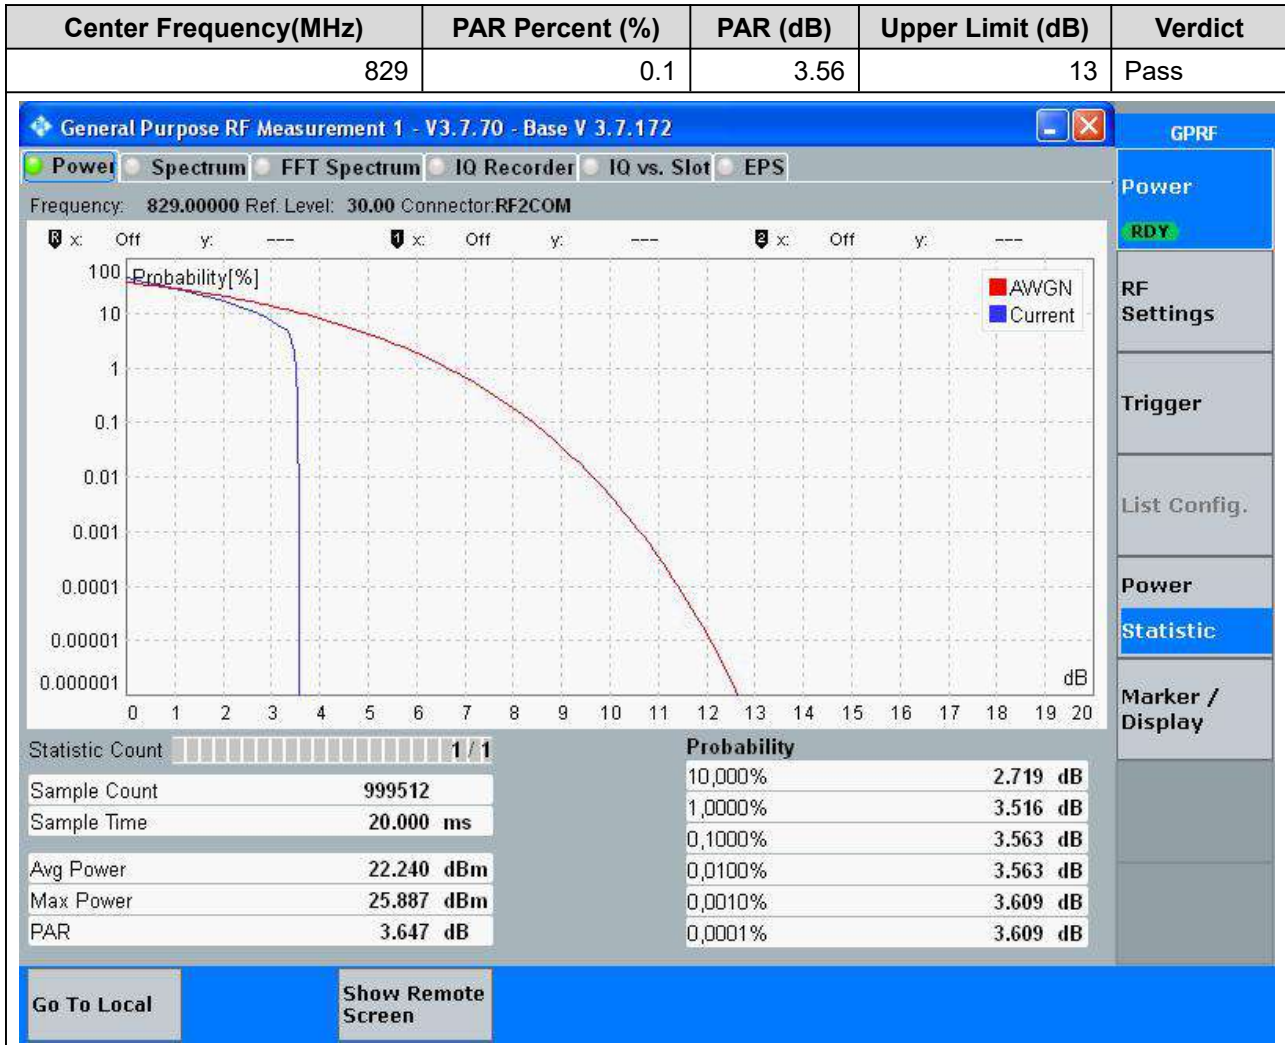 Center Frequency(MHz) PAR Percent (%) PAR (dB) Upper Limit (dB) Verdict
829 0.1 3.56 13 Pass
General Purpose RF Measurement 1 - V3.7.70 - Base V 3.7.172
GPRF
Power Spectrum FFT Spectrum IQ Recorder IQ vs. Slot EPS
Power
RDY
Frequency: 829.00000 Ref. Level: 30.00 Connector:RF2COM
R x: Off y: --- 1 x: Off y: --- 2 x: Off y: ---
Probability[%]
AWGN
Current
100
10
1
0.1
0.01
0.001
0.0001
0.00001
0.000001
dB
0 1 2 3 4 5 6 7 8 9 10 11 12 13 14 15 16 17 18 19 20
RF
Settings
Trigger
List Config.
Power
Statistic
Marker /
Display
Statistic Count 1 / 1
Sample Count 999512
Sample Time 20.000 ms
Avg Power 22.240 dBm
Max Power 25.887 dBm
PAR 3.647 dB
Probability
10,000% 2.719 dB
1,0000% 3.516 dB
0,1000% 3.563 dB
0,0100% 3.563 dB
0,0010% 3.609 dB
0,0001% 3.609 dB
Go To Local
Show Remote
Screen